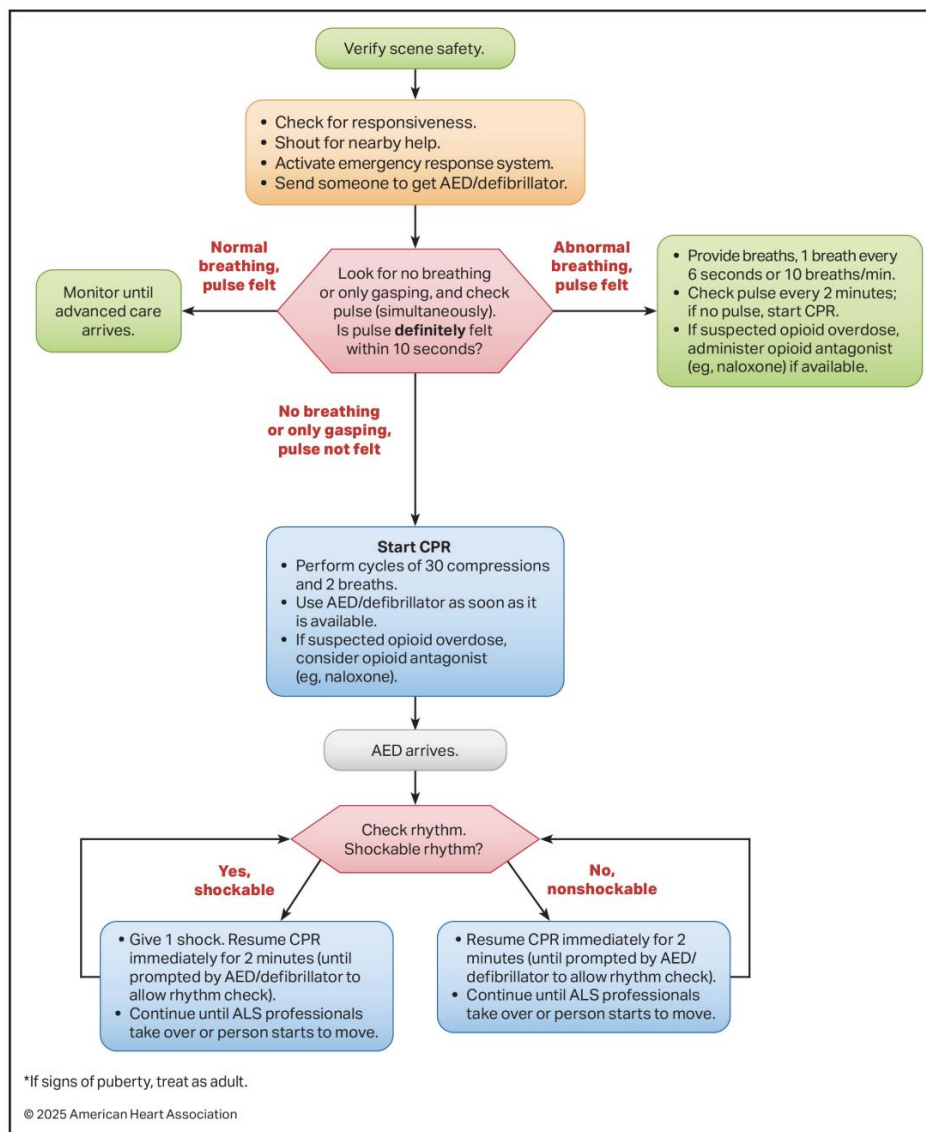 Verify scene safety.
• Check for responsiveness.
• Shout for nearby help.
• Activate emergency response system.
• Send someone to get AED/defibrillator.
Normal
breathing,
pulse felt
Look for no breathing
or only gasping, and check
pulse (simultaneously).
Is pulse definitely felt
within 10 seconds?
Abnormal
breathing,
pulse felt
Monitor until
advanced care
arrives.
• Provide breaths, 1 breath every
6 seconds or 10 breaths/min.
• Check pulse every 2 minutes;
if no pulse, start CPR.
• If suspected opioid overdose,
administer opioid antagonist
(eg, naloxone) if available.
No breathing
or only gasping,
pulse not felt
Start CPR
• Perform cycles of 30 compressions
and 2 breaths.
• Use AED/defibrillator as soon as it
is available.
• If suspected opioid overdose,
consider opioid antagonist
(eg, naloxone).
AED arrives.
Check rhythm.
Shockable rhythm?
Yes,
shockable
No,
nonshockable
• Give 1 shock. Resume CPR
immediately for 2 minutes (until
prompted by AED/defibrillator to
allow rhythm check).
• Continue until ALS professionals
take over or person starts to move.
• Resume CPR immediately for 2
minutes (until prompted by AED/
defibrillator to allow rhythm check).
• Continue until ALS professionals
take over or person starts to move.
*If signs of puberty, treat as adult.
© 2025 American Heart Association